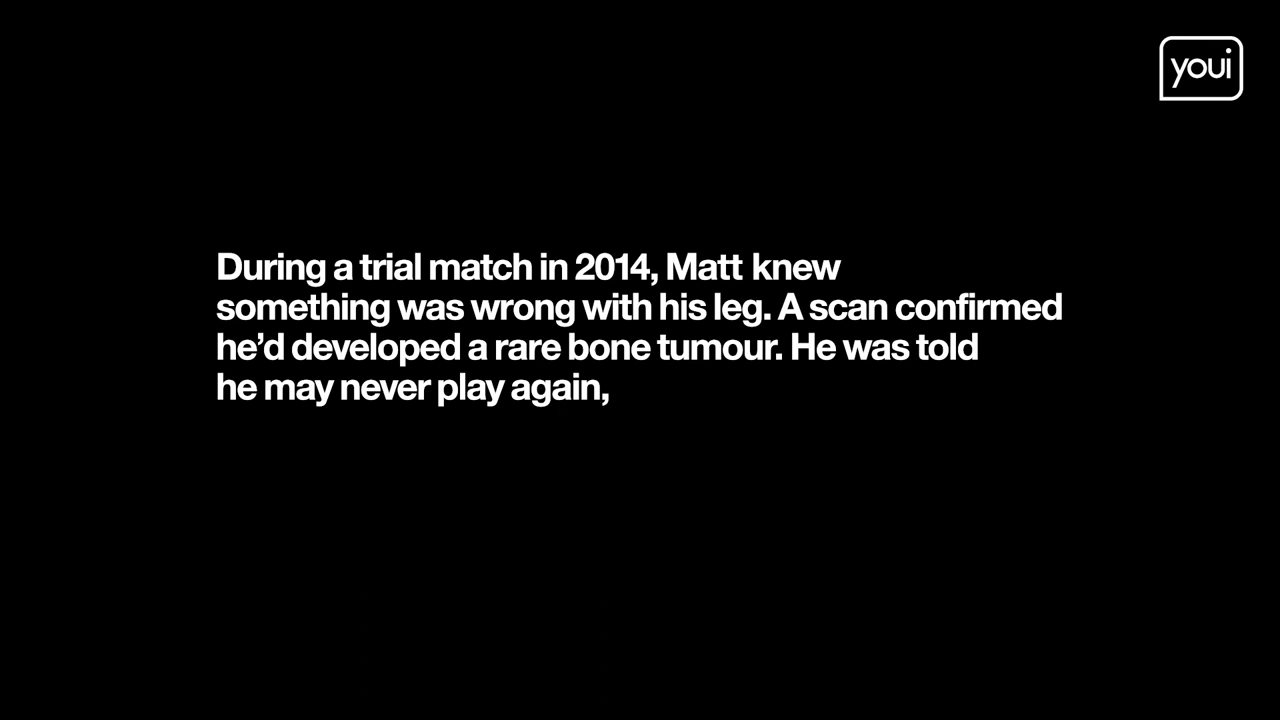 youi
During a trial match in 2014, Matt knew
something was wrong with his leg. A scan confirmed
he’d developed a rare bone tumour. He was told
he may never play again,